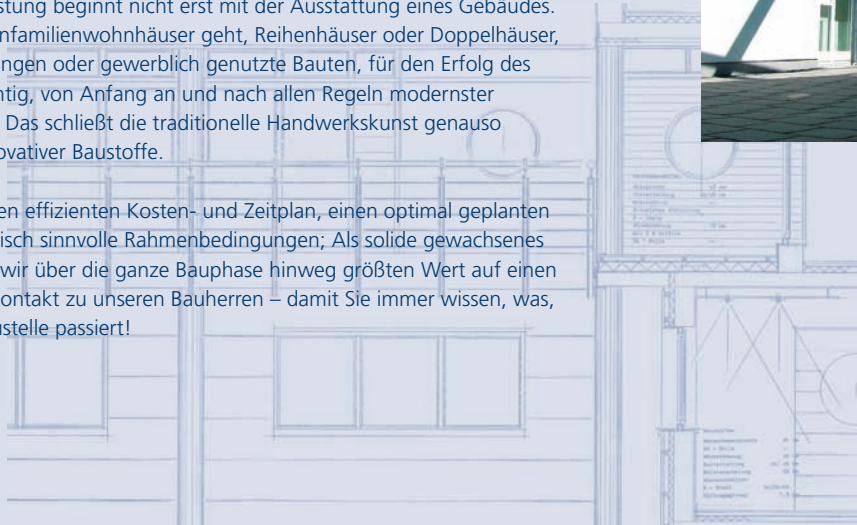 stung beginnt nicht erst mit der Ausstattung eines Gebäudes.
nfamilienwohnhäuser geht, Reihenhäuser oder Doppelhäuser,
ngen oder gewerblich genutzte Bauten, für den Erfolg des
htig, von Anfang an und nach allen Regeln modernster
Das schließt die traditionelle Handwerkskunst genauso
ovativer Baustoffe.
en effizienten Kosten- und Zeitplan, einen optimal geplanten
isch sinnvolle Rahmenbedingungen; Als solide gewachsenes
wir über die ganze Bauphase hinweg größten Wert auf einen
ontakt zu unseren Bauherren – damit Sie immer wissen, was,
ustelle passiert!